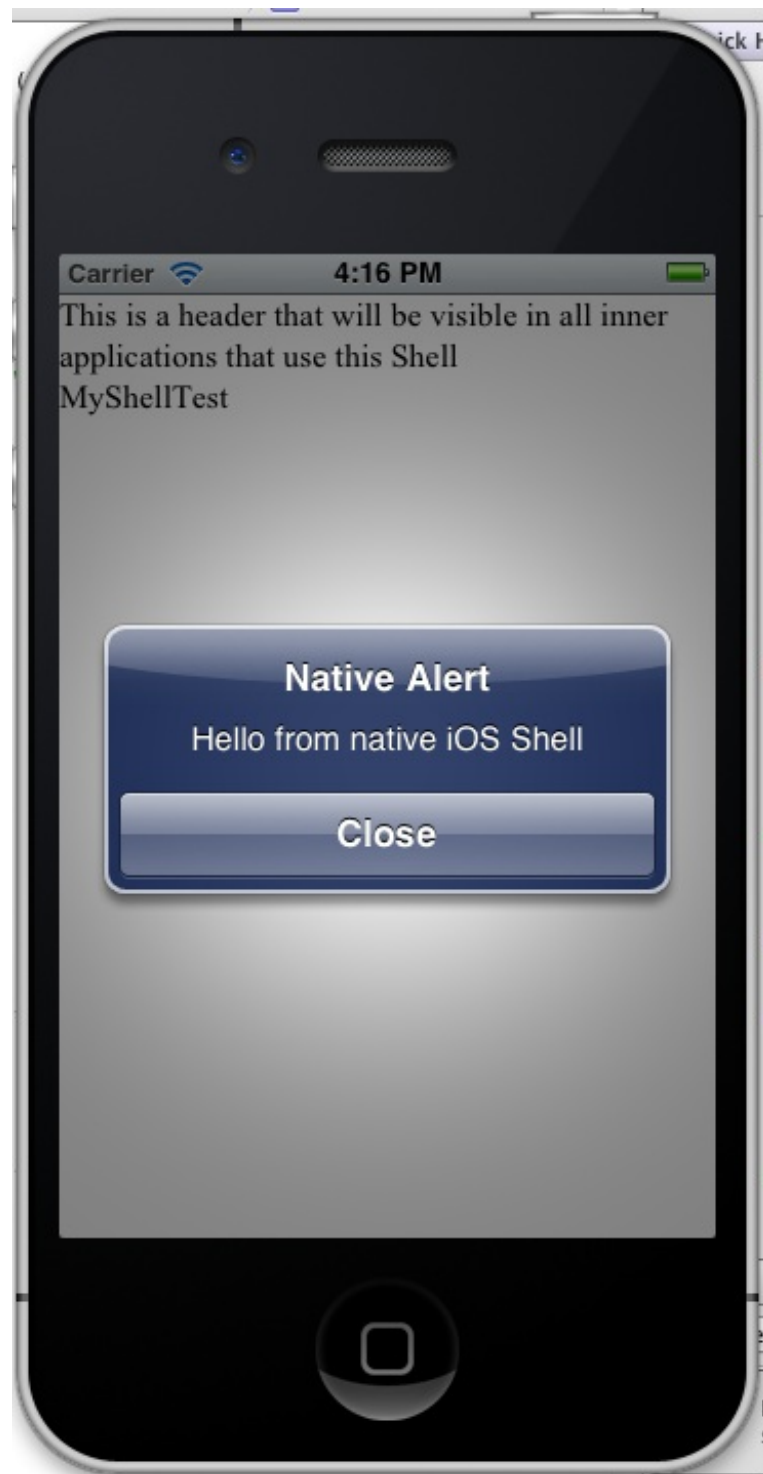 ick H
Carrier 4:16 PM
This is a header that will be visible in all inner
applications that use this Shell
MyShellTest
Native Alert
Hello from native iOS Shell
Close